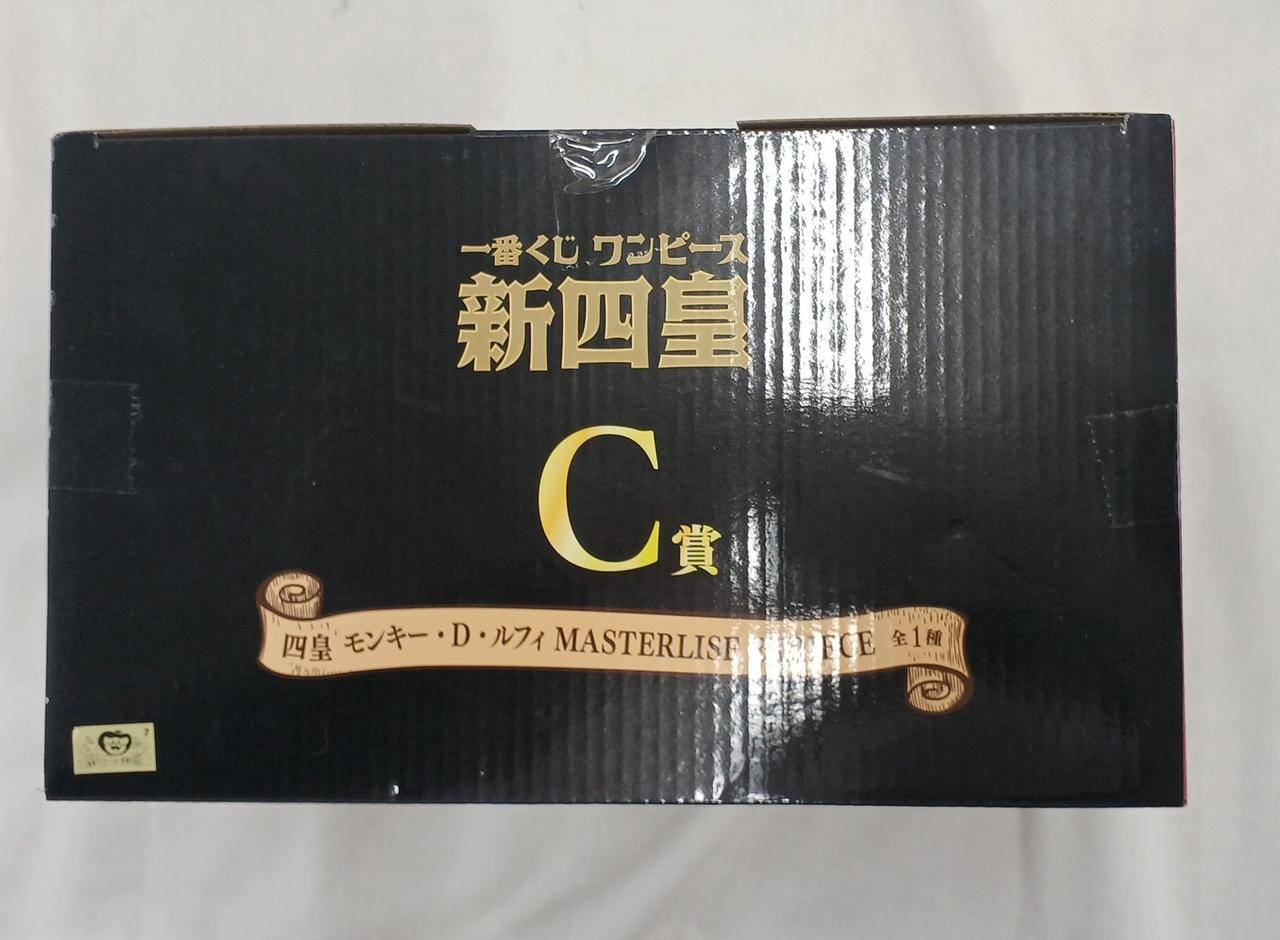 一番くじ ワンピース
新四皇
C賞
四皇 モンキー・D・ルフィ MASTERLISE PIECE 全1種